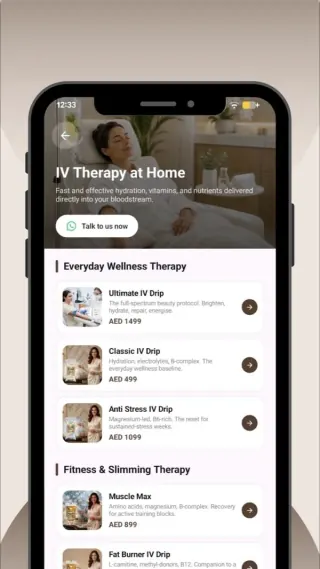 12:33
IV Therapy at Home
Fast and effective hydration, vitamins, and nutrients delivered
directly into your bloodstream.
Talk to us now
Everyday Wellness Therapy
Ultimate IV Drip
The full-spectrum beauty protocol. Brighten,
hydrate, repair, energise.
AED 1499
Classic IV Drip
Hydration, electrolytes, B-complex. The
everyday wellness baseline.
AED 499
Anti Stress IV Drip
Magnesium-led, B6-rich. The reset for
sustained-stress weeks.
AED 1099
Fitness & Slimming Therapy
Muscle Max
Amino acids, magnesium, B-complex. Recovery
for active training blocks.
AED 899
Fat Burner IV Drip
L-carnitine, methyl-donors, B12. Companion to a